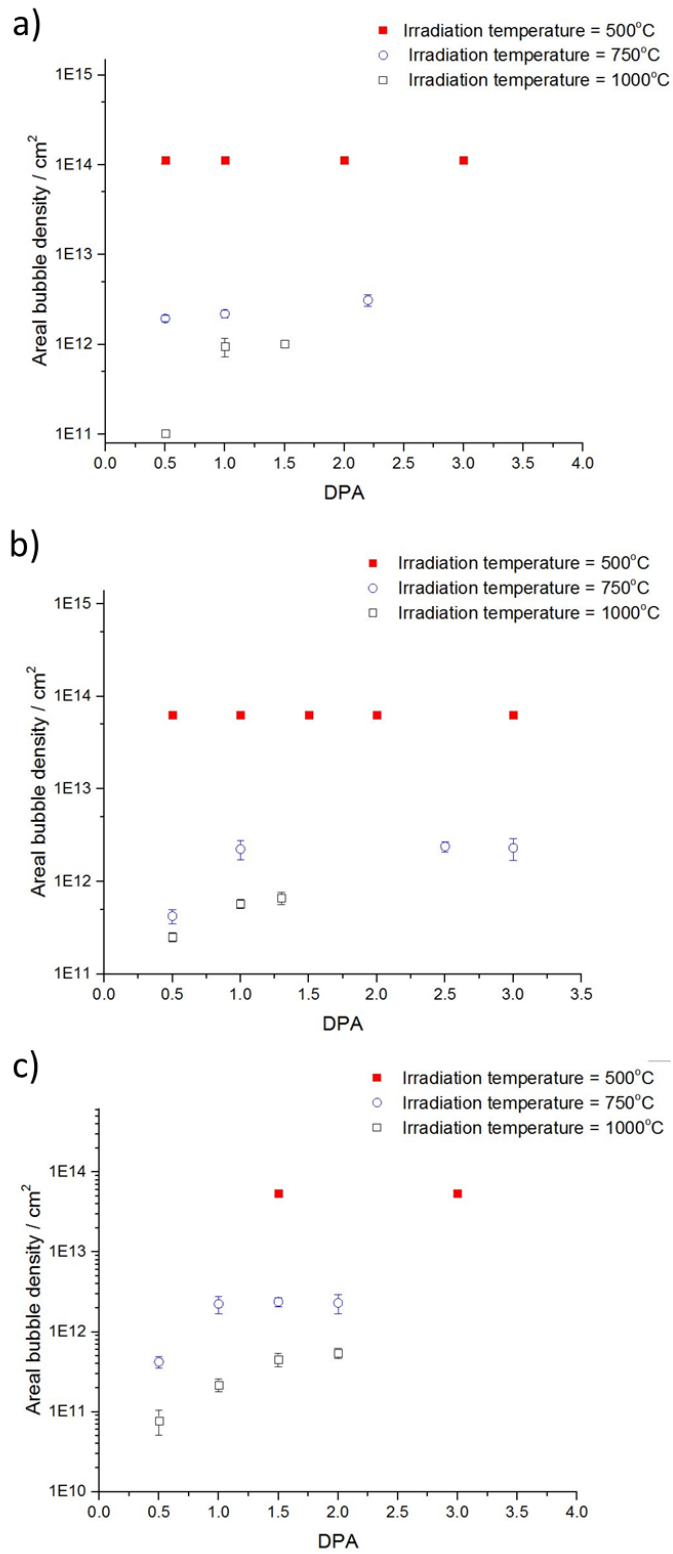 a)
Irradiation temperature = 500°C
Irradiation temperature = 750°C
Irradiation temperature = 1000°C
1E15
1E14
1E13
1E12
1E11
Areal bubble density / cm²
0.0 0.5 1.0 1.5 2.0 2.5 3.0 3.5 4.0
DPA
b)
Irradiation temperature = 500°C
Irradiation temperature = 750°C
Irradiation temperature = 1000°C
1E15
1E14
1E13
1E12
1E11
Areal bubble density / cm²
0.0 0.5 1.0 1.5 2.0 2.5 3.0 3.5
DPA
c)
Irradiation temperature = 500°C
Irradiation temperature = 750°C
Irradiation temperature = 1000°C
1E14
1E13
1E12
1E11
1E10
Areal bubble density / cm²
0.0 0.5 1.0 1.5 2.0 2.5 3.0 3.5 4.0
DPA